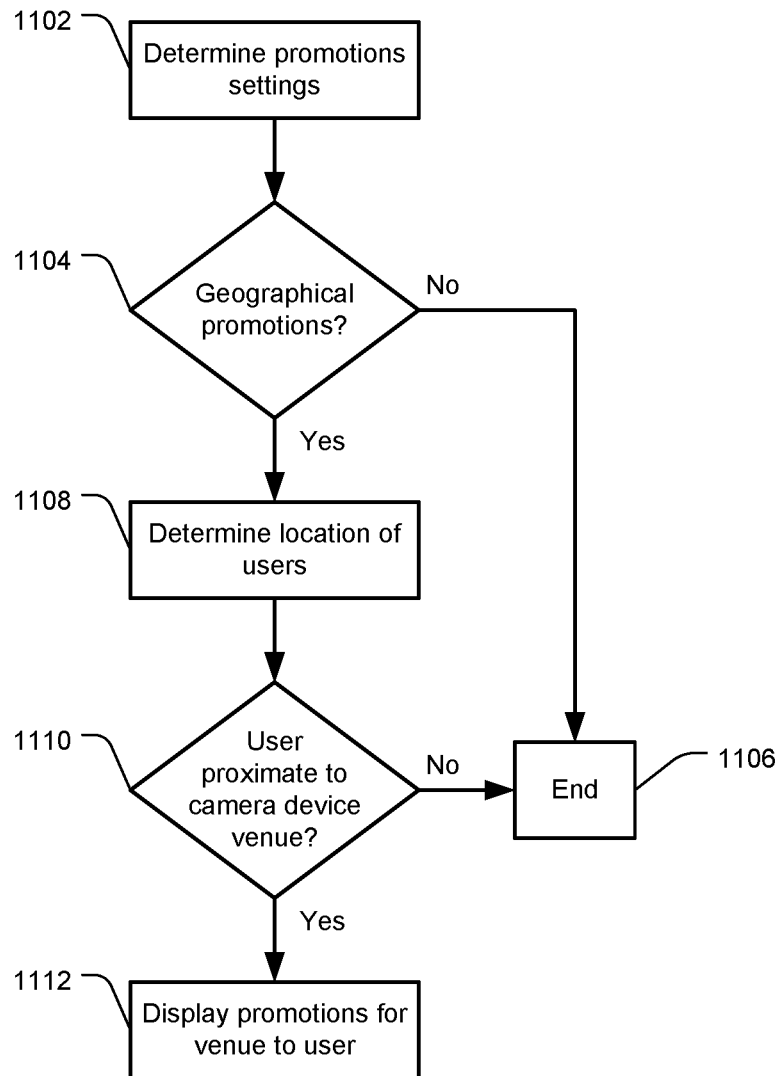 1102
Determine promotions
settings
1104
Geographical
promotions?
No
Yes
1108
Determine location of
users
1110
User
proximate to
camera device
venue?
No
End
1106
Yes
1112
Display promotions for
venue to user